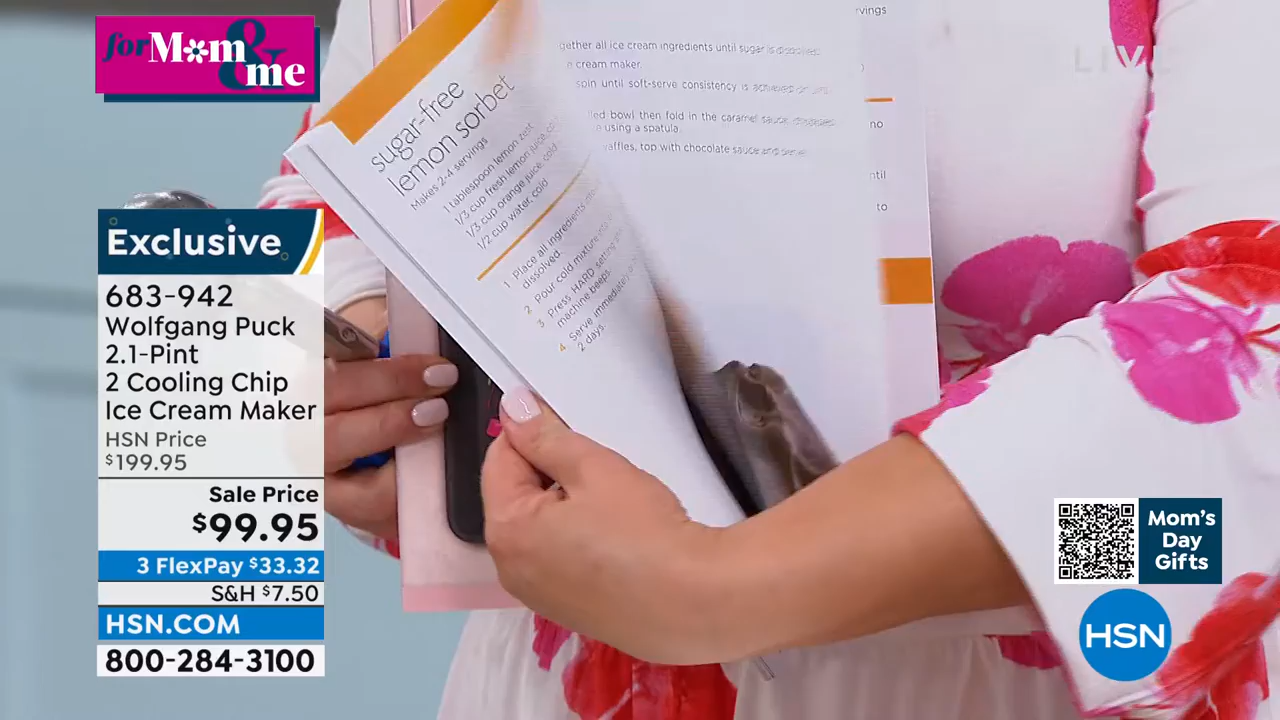 for Mom
& me
LIVE
Exclusive
683-942
Wolfgang Puck
2.1-Pint
2 Cooling Chip
Ice Cream Maker
HSN Price
$199.95
Sale Price
$99.95
3 FlexPay $33.32
S&H $7.50
HSN.COM
800-284-3100
sugar-free
lemon sorbet
Makes 2-4 servings
1 tablespoon lemon zest
1/3 cup fresh lemon juice,
1/3 cup orange juice, cold
1/2 cup water, cold
1 Place all ingredients
dissolved.
2 Pour cold mixture
3 Press HARD setting
machine beeps.
4 Serve immediately
2 days.
gether all ice cream ingredients until sugar is dissolved.
e cream maker.
spin until soft-serve consistency is achieved or until
led bowl then fold in the caramel sauce,
using a spatula.
waffles, top with chocolate sauce and serve.
rvings
no
ntil
to
Mom's
Day
Gifts
HSN